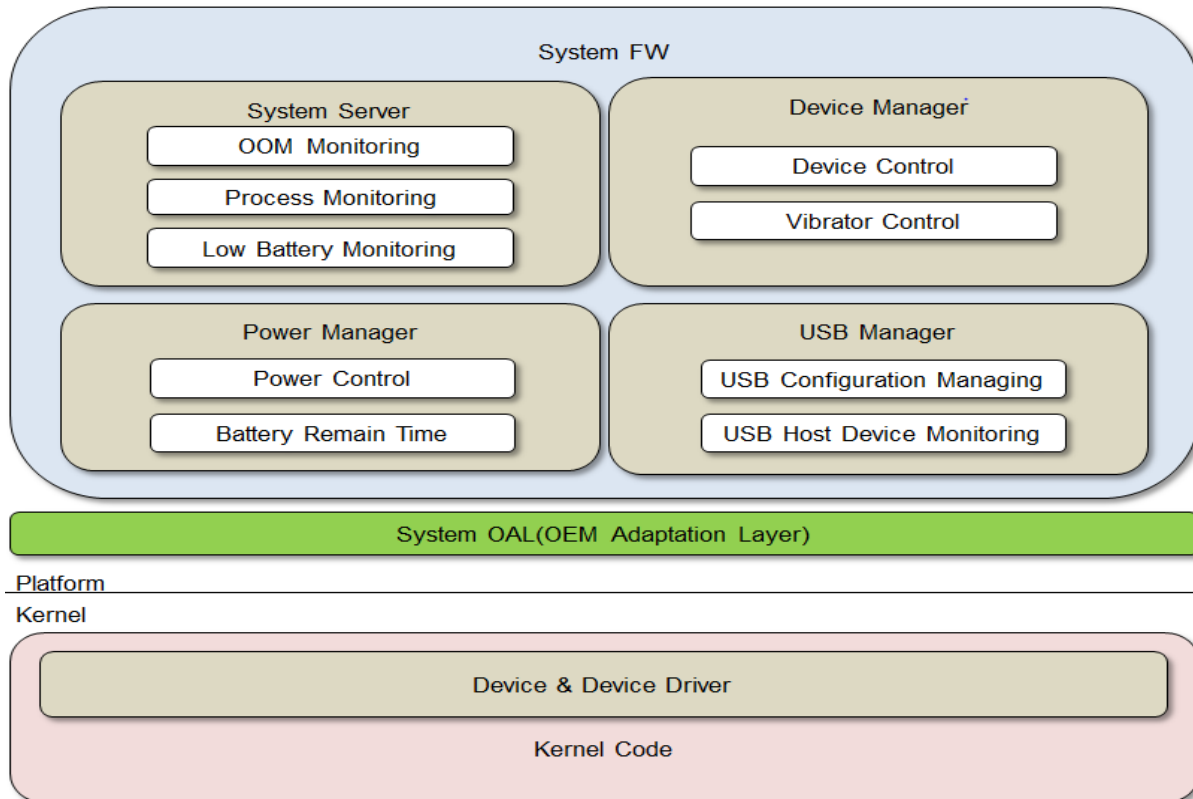 System FW
System Server
OOM Monitoring
Process Monitoring
Low Battery Monitoring
Device Manager
Device Control
Vibrator Control
Power Manager
Power Control
Battery Remain Time
USB Manager
USB Configuration Managing
USB Host Device Monitoring
System OAL(OEM Adaptation Layer)
Platform
Kernel
Device & Device Driver
Kernel Code